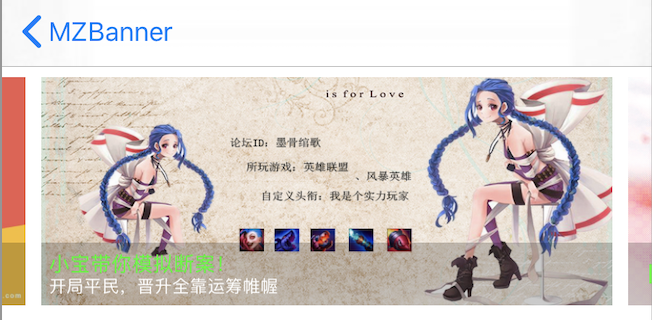 MZBanner
is for Love
论坛ID：墨骨绾歌
所玩游戏：英雄联盟
、风暴英雄
自定义头衔：我是个实力玩家
小宝带你模拟断案！
开局平民，晋升全靠运筹帷幄